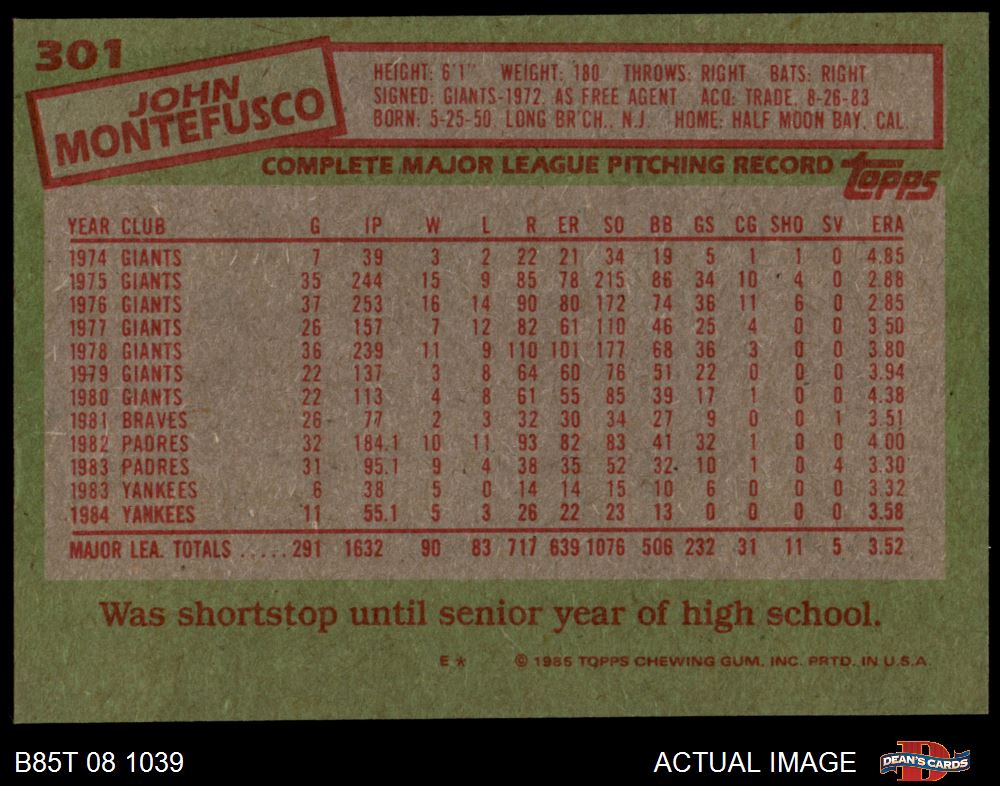 301
JOHN
MONTEFUSCO
HEIGHT: 6'1" WEIGHT: 180 THROWS: RIGHT BATS: RIGHT
SIGNED: GIANTS-1972, AS FREE AGENT ACQ: TRADE, 8-26-83
BORN: 5-25-50 LONG BR'CH., N.J. HOME: HALF MOON BAY, CAL.
COMPLETE MAJOR LEAGUE PITCHING RECORD topps
YEAR CLUB G IP W L R ER SO BB GS CG SHO SV ERA
1974 GIANTS 7 39 3 2 22 21 34 19 5 1 1 0 4.85
1975 GIANTS 35 244 15 9 85 78 215 86 34 10 4 0 2.88
1976 GIANTS 37 253 16 14 90 80 172 74 36 11 6 0 2.85
1977 GIANTS 26 157 7 12 82 61 110 46 25 4 0 0 3.50
1978 GIANTS 36 239 11 9 110 101 177 68 36 3 0 0 3.80
1979 GIANTS 22 137 3 8 64 60 76 51 22 0 0 0 3.94
1980 GIANTS 22 113 4 8 61 55 85 39 17 1 0 0 4.38
1981 BRAVES 26 77 2 3 32 30 34 27 9 0 0 1 3.51
1982 PADRES 32 184.1 10 11 93 82 83 41 32 1 0 0 4.00
1983 PADRES 31 95.1 9 4 38 35 52 32 10 1 0 4 3.30
1983 YANKEES 6 38 5 0 14 14 15 10 6 0 0 0 3.32
1984 YANKEES 11 55.1 5 3 26 22 23 13 0 0 0 0 3.58
MAJOR LEA. TOTALS ..... 291 1632 90 83 717 639 1076 506 232 31 11 5 3.52
Was shortstop until senior year of high school.
E* © 1985 TOPPS CHEWING GUM, INC. PRTD. IN U.S.A.
B85T 08 1039 ACTUAL IMAGE DEAN'S CARDS